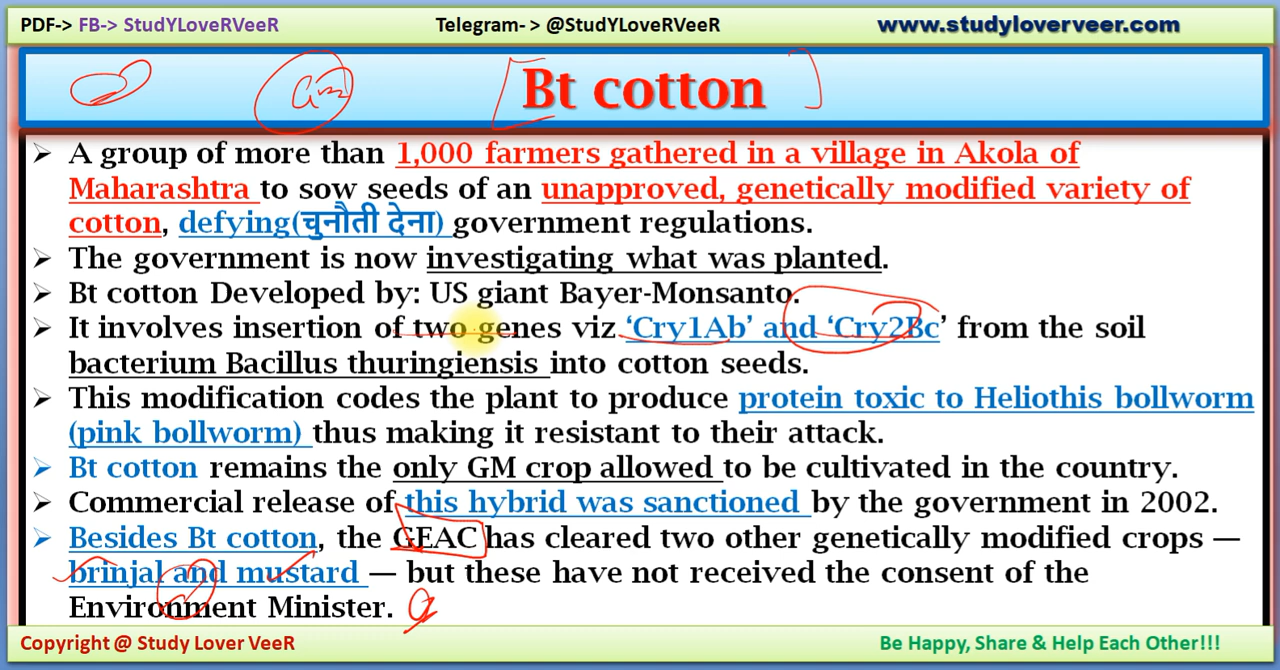 PDF-> FB-> StudYLoveRVeeR Telegram- > @StudYLoveRVeeR www.studyloverveer.com
Bt cotton
➤ A group of more than 1,000 farmers gathered in a village in Akola of
Maharashtra to sow seeds of an unapproved, genetically modified variety of
cotton, defying(चुनौती देना) government regulations.
➤ The government is now investigating what was planted.
➤ Bt cotton Developed by: US giant Bayer-Monsanto.
➤ It involves insertion of two genes viz ‘Cry1Ab’ and ‘Cry2Bc’ from the soil
bacterium Bacillus thuringiensis into cotton seeds.
➤ This modification codes the plant to produce protein toxic to Heliothis bollworm
(pink bollworm) thus making it resistant to their attack.
➤ Bt cotton remains the only GM crop allowed to be cultivated in the country.
➤ Commercial release of this hybrid was sanctioned by the government in 2002.
➤ Besides Bt cotton, the GEAC has cleared two other genetically modified crops —
brinjal and mustard — but these have not received the consent of the
Environment Minister.
Copyright @ Study Lover VeeR Be Happy, Share & Help Each Other!!!